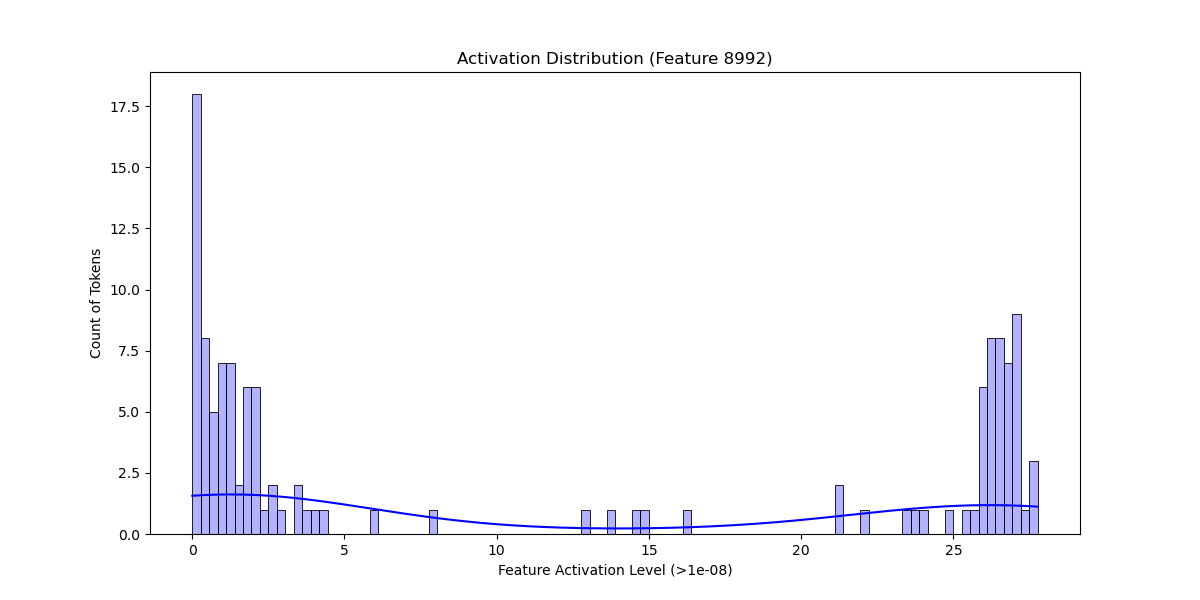 Activation Distribution (Feature 8992)
17.5
15.0
12.5
10.0
7.5
5.0
2.5
0.0
Count of Tokens
0 5 10 15 20 25
Feature Activation Level (>1e-08)